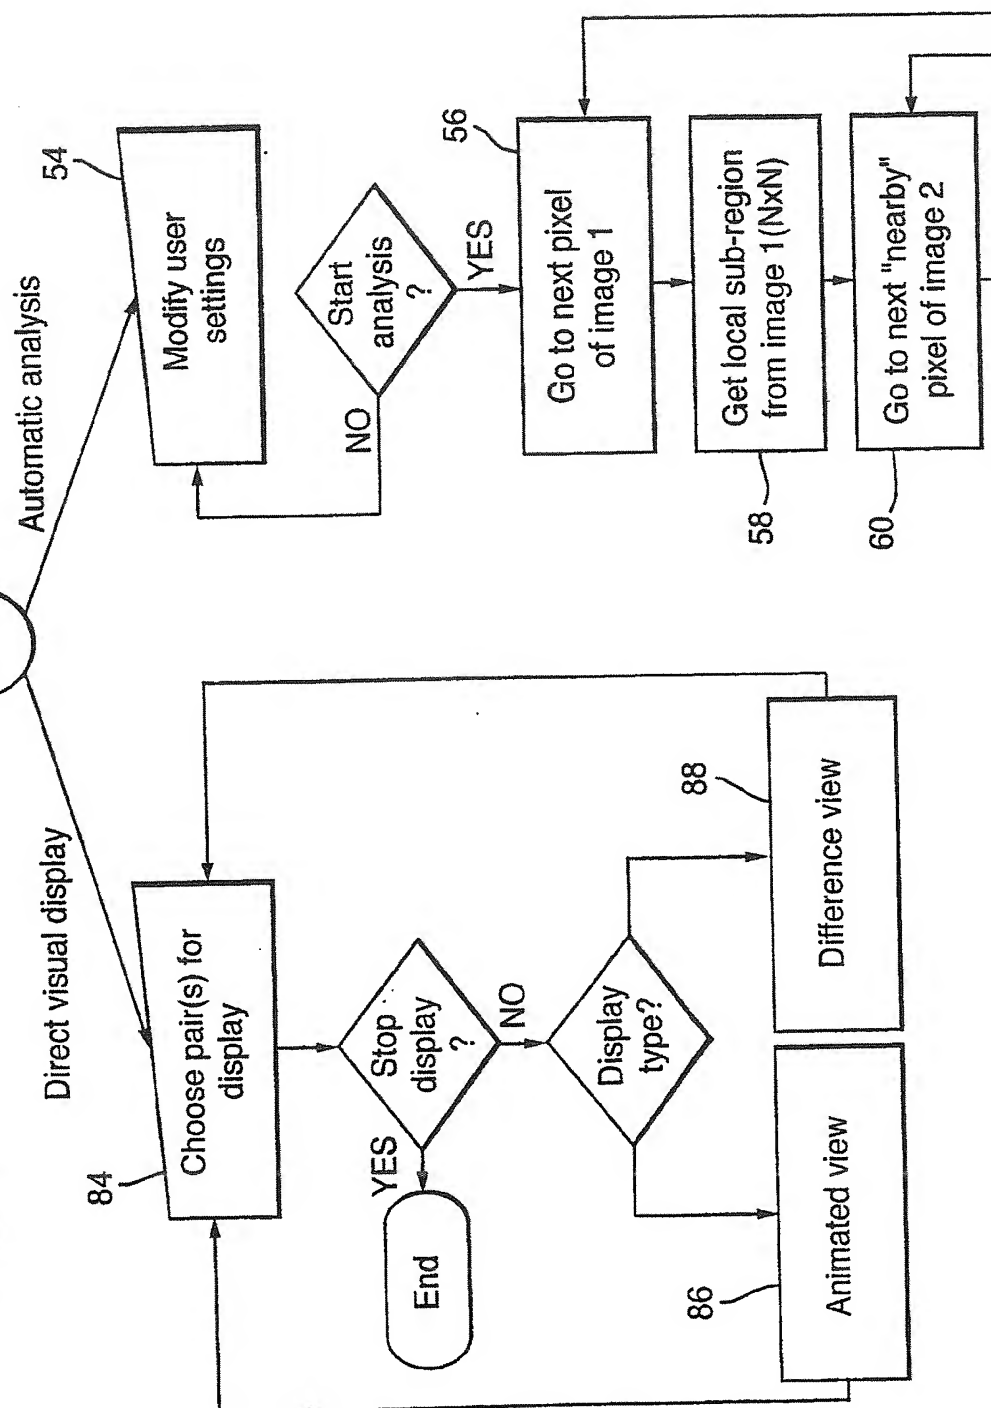 Direct visual display
Automatic analysis
84
Choose pair(s) for
display
Stop
display
?
YES
End
NO
Display
type?
86
Animated view
88
Difference view
54
Modify user
settings
Start
analysis
?
NO
YES
56
Go to next pixel
of image 1
58
Get local sub-region
from image 1(NxN)
60
Go to next "nearby"
pixel of image 2